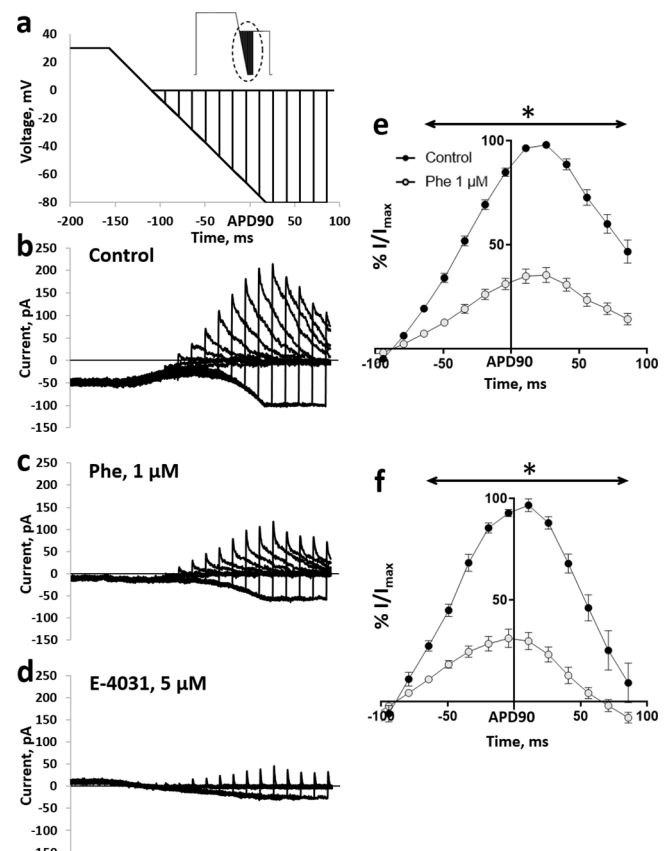 a
40
20
0
-20
-40
-60
-80
Voltage, mV
-200 -150 -100 -50 APD90 50 100
Time, ms
b
Control
250
200
150
100
50
0
-50
-100
-150
Current, pA
c
Phe, 1 µM
250
200
150
100
50
0
-50
-100
-150
Current, pA
d
E-4031, 5 µM
250
200
150
100
50
0
-50
-100
-150
Current, pA
e
*
100
Control
Phe 1 µM
50
% I/Imax
-100 -50 APD90 50 100
Time, ms
f
*
100
50
% I/Imax
-100 -50 APD90 50 100
Time, ms